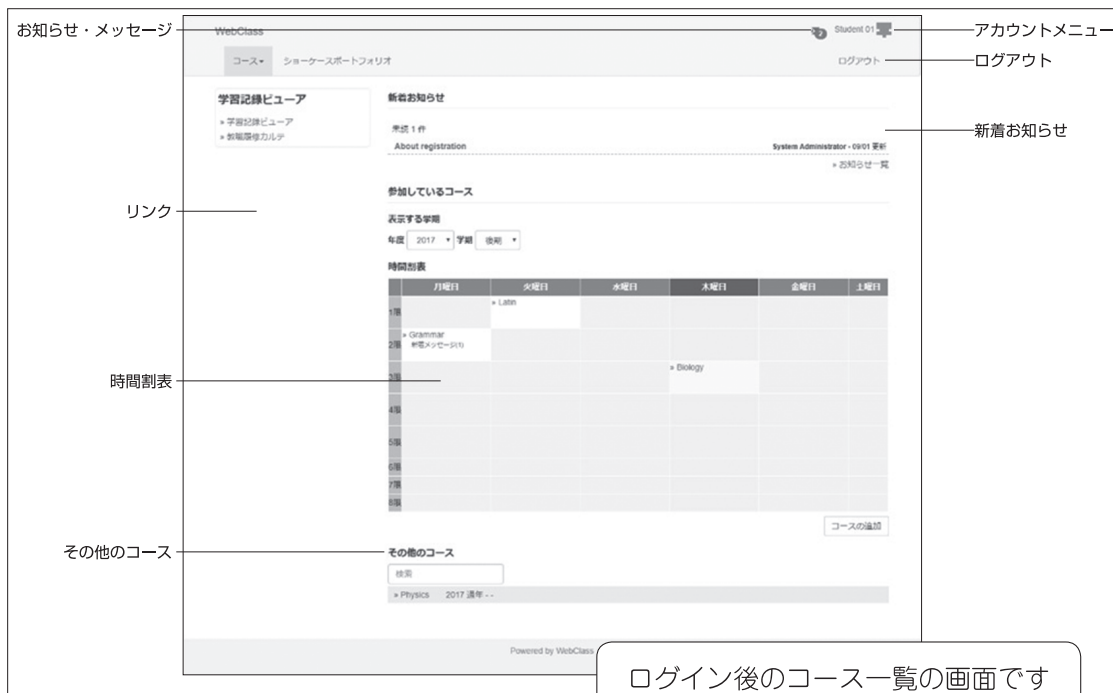 お知らせ・メッセージ
WebClass
Student 01
アカウントメニュー
コース▾ ショーケースポートフォリオ
ログアウト
ログアウト
学習記録ビューア
» 学習記録ビューア
» 教職履修カルテ
新着お知らせ
未読 1 件
新着お知らせ
About registration
System Administrator - 09/01 更新
» お知らせ一覧
リンク
参加しているコース
表示する学期
年度 2017 ▾ 学期 後期 ▾
時間割表
月曜日 火曜日 水曜日 木曜日 金曜日 土曜日
1限
» Latin
2限
» Grammar
新着メッセージ(1)
時間割表
3限
» Biology
4限
5限
6限
7限
8限
コースの追加
その他のコース
その他のコース
検索
» Physics 2017 通年 - -
Powered by WebClass
ログイン後のコース一覧の画面です